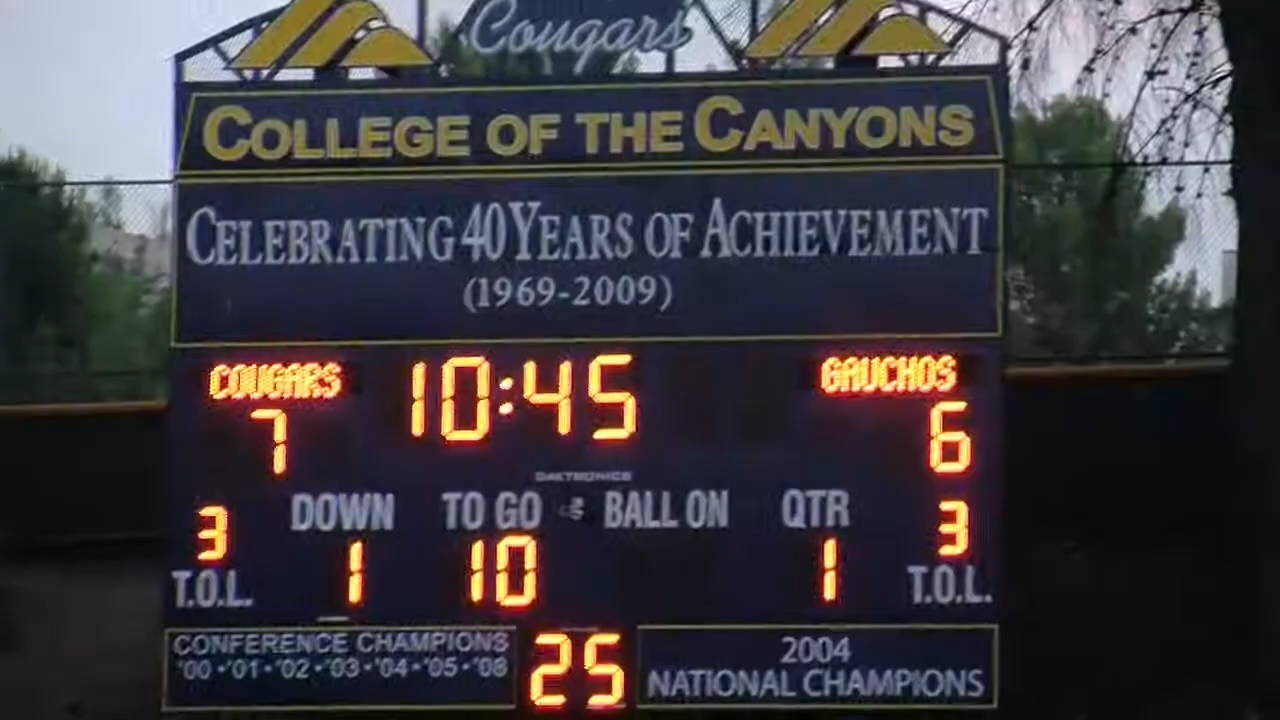 Cougars
COLLEGE OF THE CANYONS
CELEBRATING 40 YEARS OF ACHIEVEMENT
(1969-2009)
COUGARS 10:45 GAUCHOS
7 6
DAKTRONICS
DOWN TO GO BALL ON QTR
3 1 10 1 3
T.O.L. T.O.L.
CONFERENCE CHAMPIONS
'00 • '01 • '02 • '03 • '04 • '05 • '08
25
2004
NATIONAL CHAMPIONS